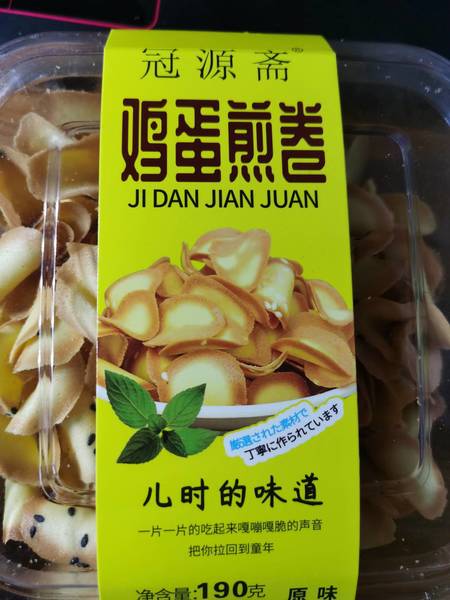 冠源斋®
鸡蛋煎卷
JI DAN JIAN JUAN
厳選された素材で
丁寧に作られています
儿时的味道
一片一片的吃起来嘎嘣嘎脆的声音
把你拉回到童年
净含量:190克 原味